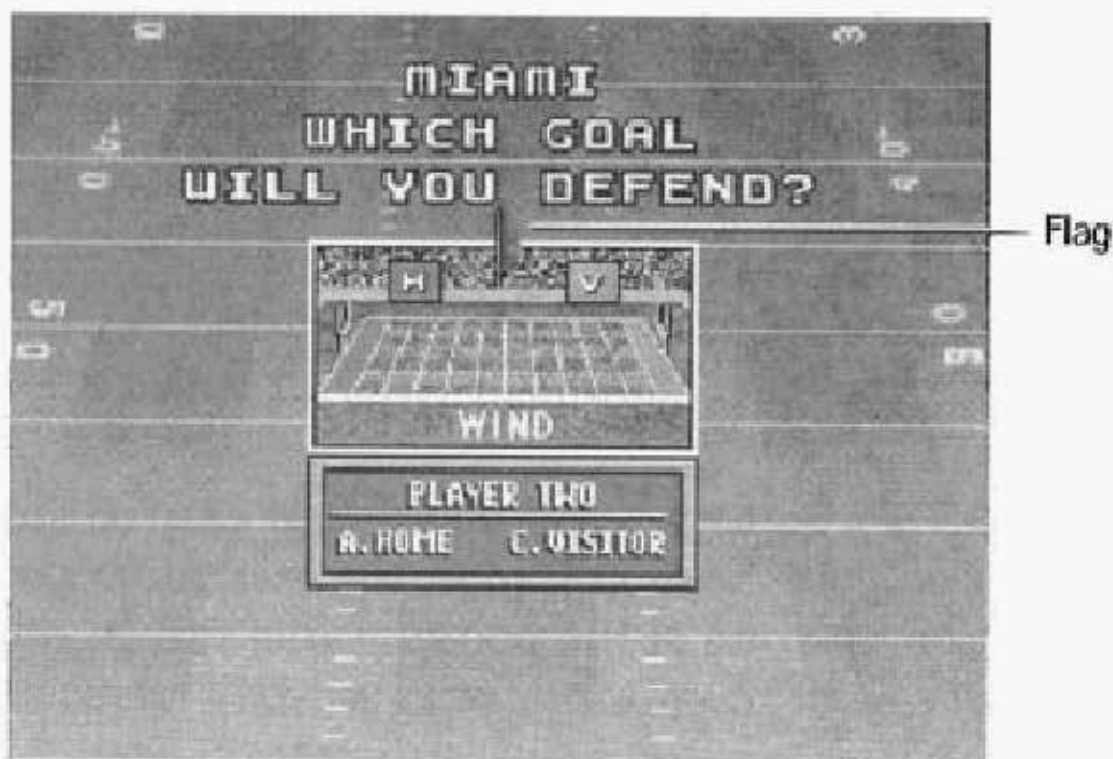 MIAMI
WHICH GOAL
WILL YOU DEFEND?
Flag
H V
WIND
PLAYER TWO
A.HOME C.VISITOR